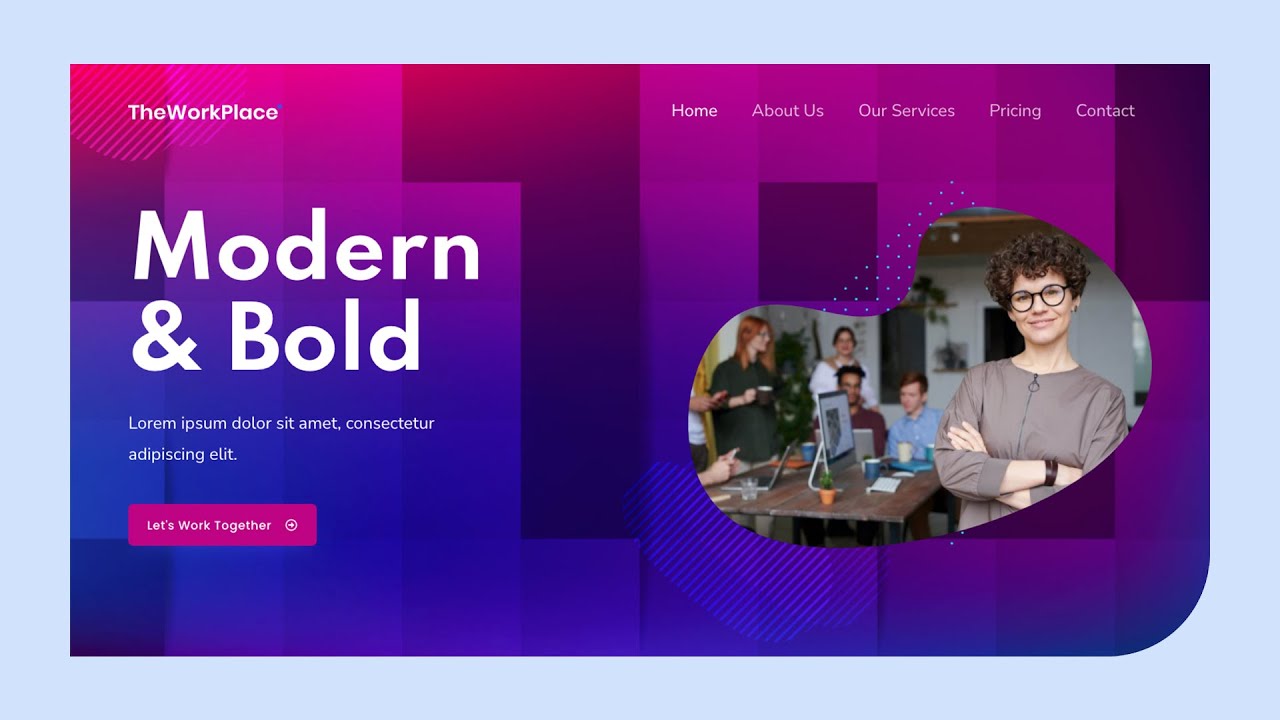 TheWorkPlace
Home About Us Our Services Pricing Contact
Modern
& Bold
Lorem ipsum dolor sit amet, consectetur
adipiscing elit.
Let's Work Together